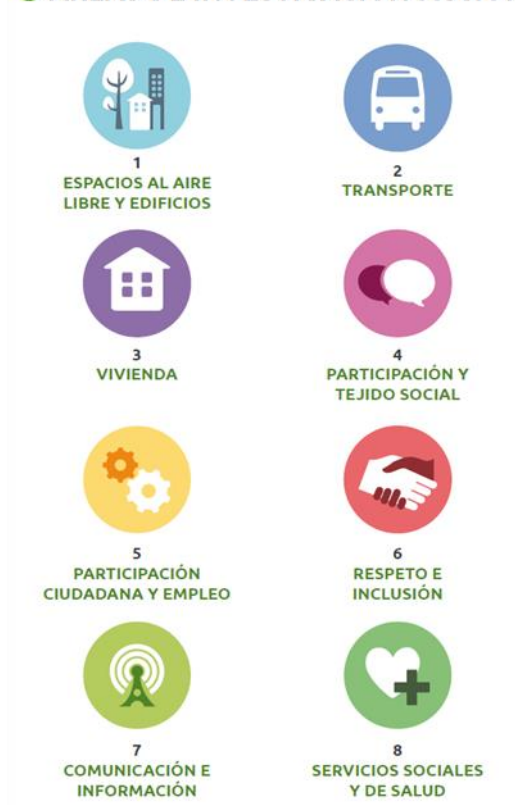 1
ESPACIOS AL AIRE
LIBRE Y EDIFICIOS
2
TRANSPORTE
3
VIVIENDA
4
PARTICIPACIÓN Y
TEJIDO SOCIAL
5
PARTICIPACIÓN
CIUDADANA Y EMPLEO
6
RESPETO E
INCLUSIÓN
7
COMUNICACIÓN E
INFORMACIÓN
8
SERVICIOS SOCIALES
Y DE SALUD